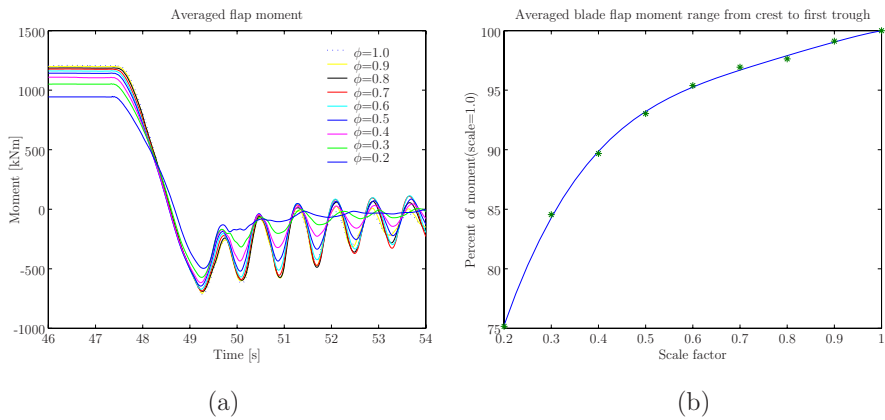 Averaged flap moment
1500
1000
500
0
-500
-1000
Moment [kNm]
46 47 48 49 50 51 52 53 54
Time [s]
ϕ=1.0
ϕ=0.9
ϕ=0.8
ϕ=0.7
ϕ=0.6
ϕ=0.5
ϕ=0.4
ϕ=0.3
ϕ=0.2
(a)
Averaged blade flap moment range from crest to first trough
100
95
90
85
80
75
Percent of moment(scale=1.0)
0.2 0.3 0.4 0.5 0.6 0.7 0.8 0.9 1
Scale factor
(b)